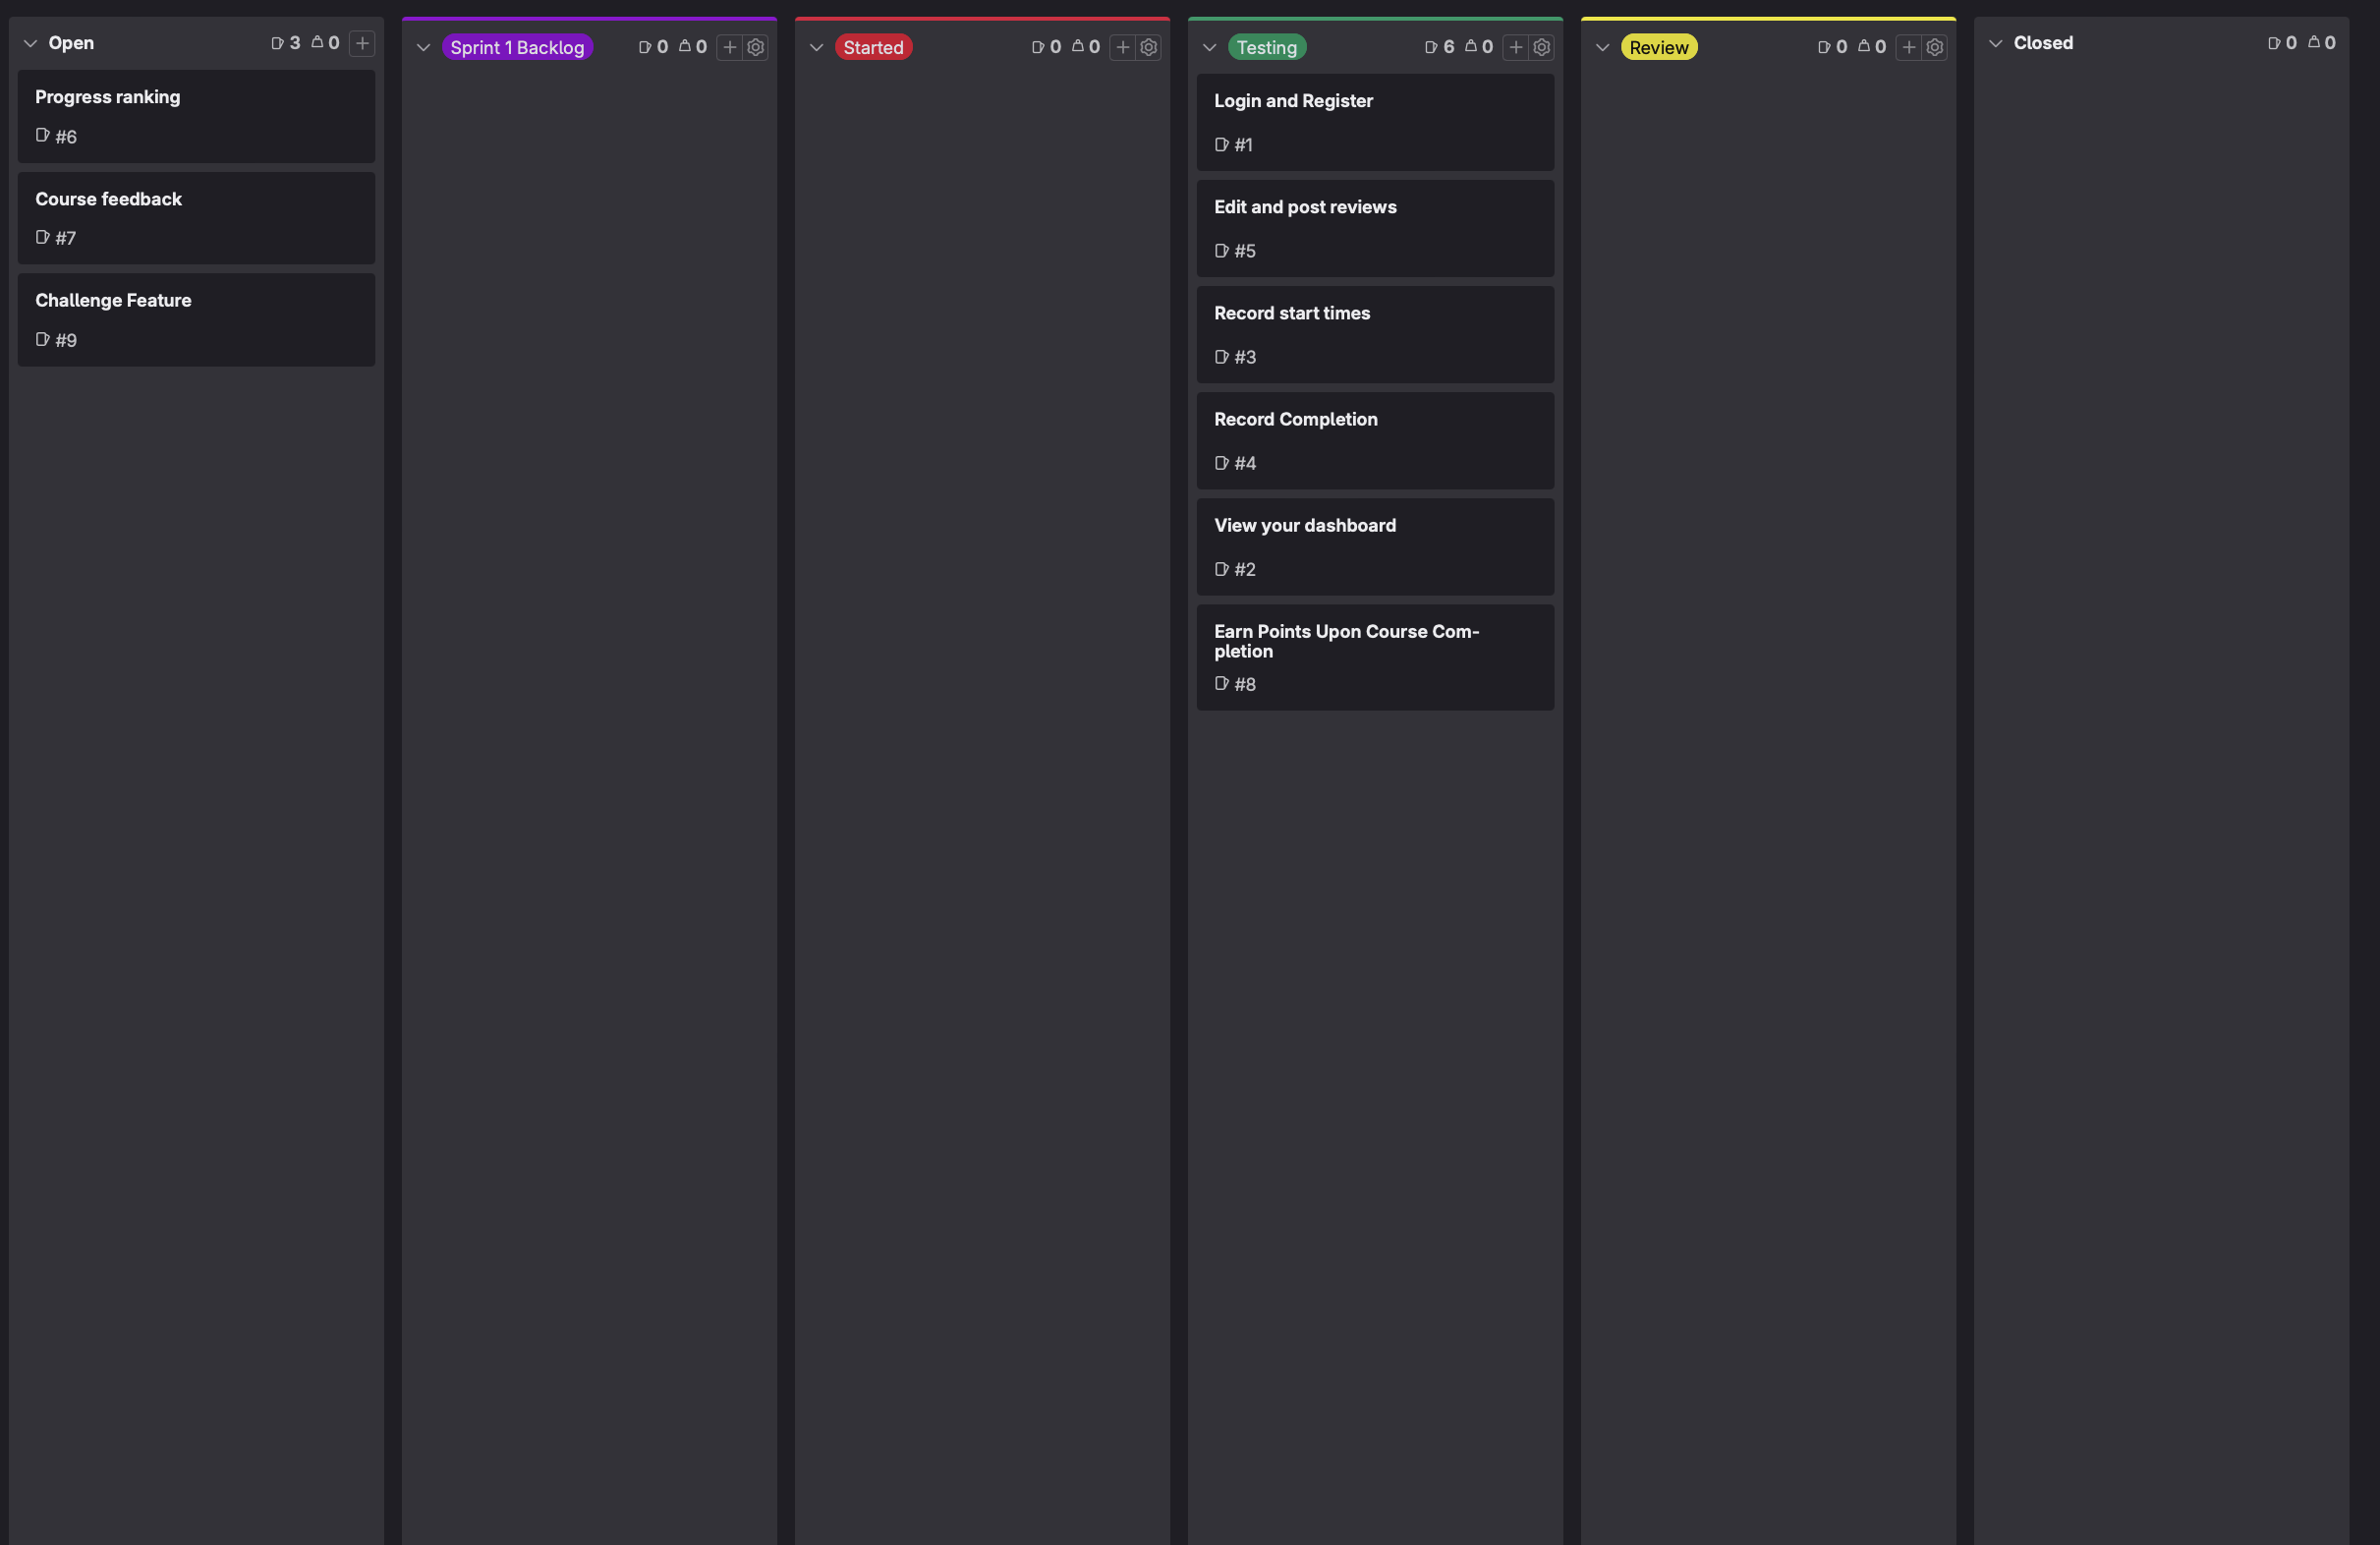 Open 3 0
Progress ranking
#6
Course feedback
#7
Challenge Feature
#9
Sprint 1 Backlog 0 0
Started 0 0
Testing 6 0
Login and Register
#1
Edit and post reviews
#5
Record start times
#3
Record Completion
#4
View your dashboard
#2
Earn Points Upon Course Com-
pletion
#8
Review 0 0
Closed 0 0